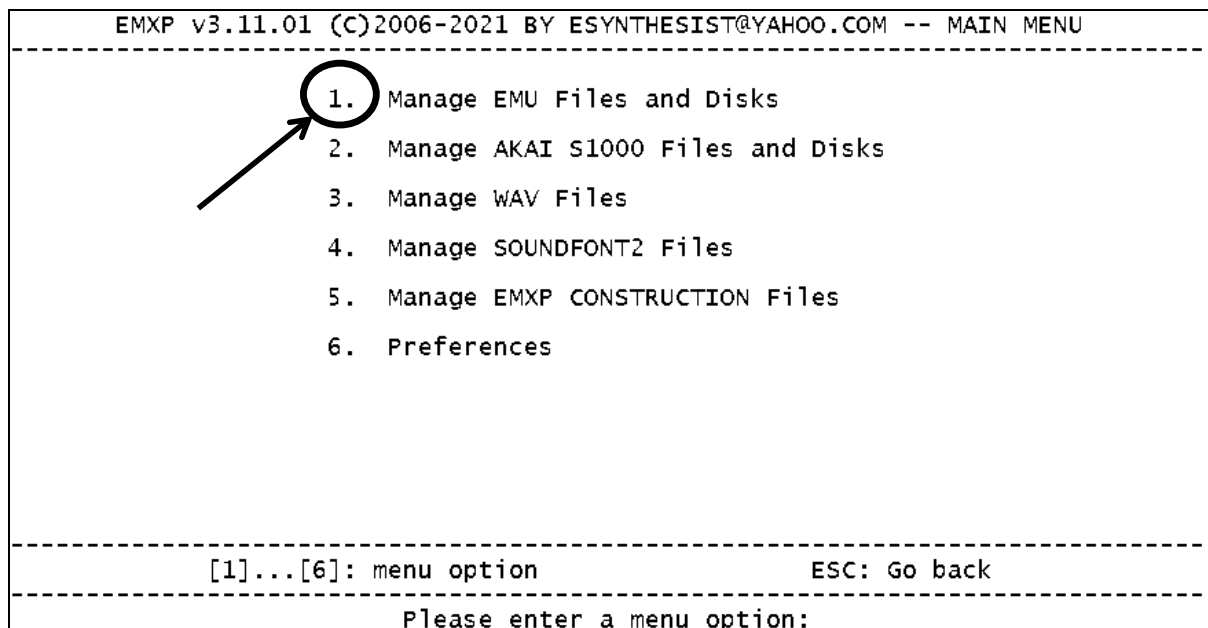 EMXP v3.11.01 (C)2006-2021 BY ESYNTHESIST@YAHOO.COM -- MAIN MENU
1. Manage EMU Files and Disks
2. Manage AKAI S1000 Files and Disks
3. Manage WAV Files
4. Manage SOUNDFONT2 Files
5. Manage EMXP CONSTRUCTION Files
6. Preferences
[1]...[6]: menu option ESC: Go back
Please enter a menu option: